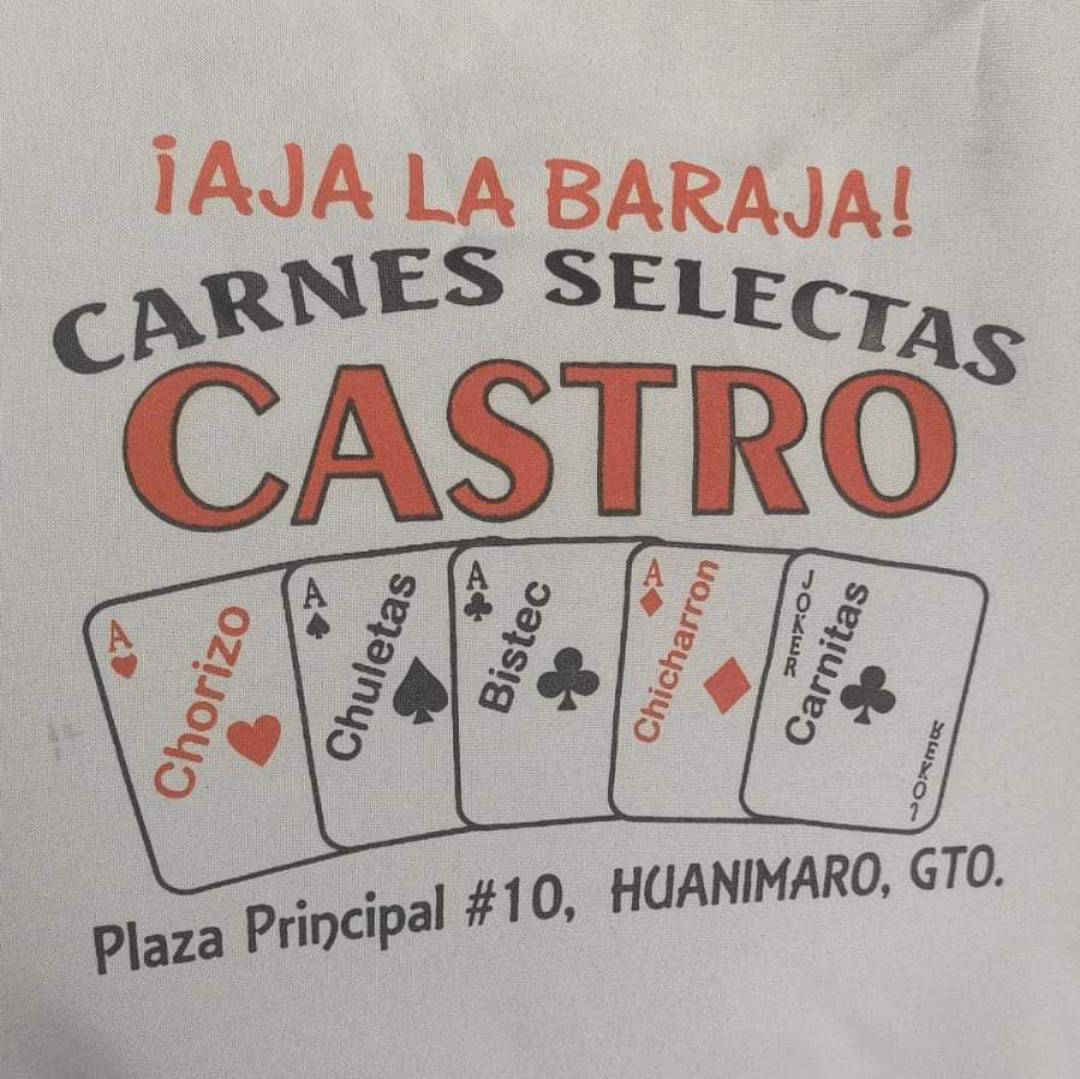 ¡AJA LA BARAJA!
CARNES SELECTAS
CASTRO
A Chorizo
A Chuletas
A Bistec
A Chicharron
JOKER Carnitas JOKER
Plaza Principal #10, HUANIMARO, GTO.